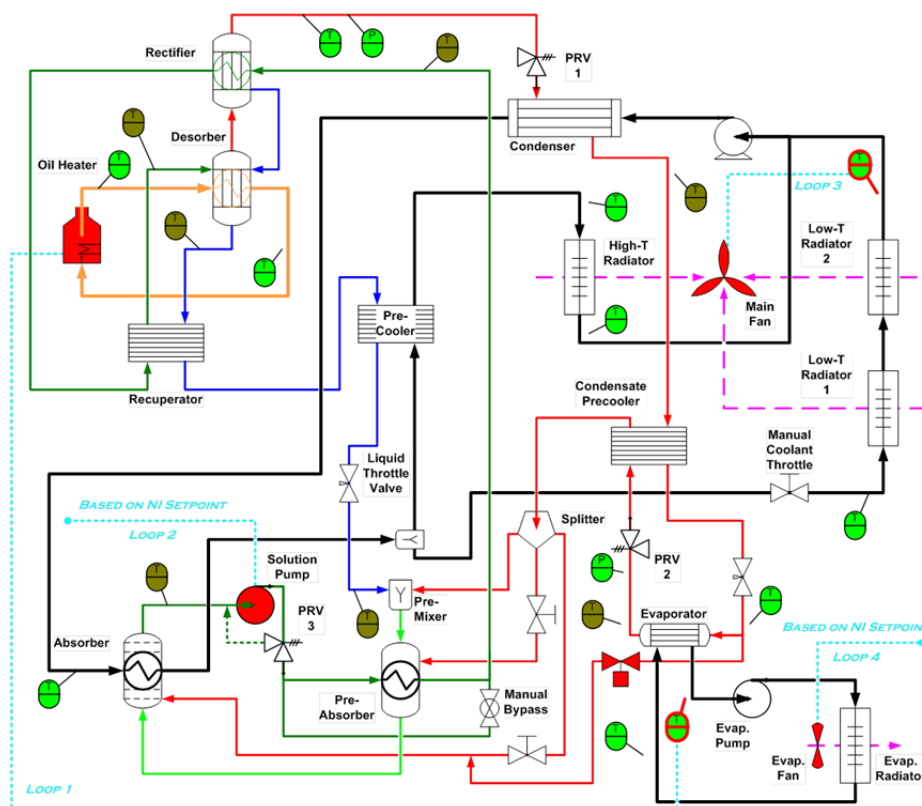 T
P
T
Rectifier
PRV
1
T
Desorber
Condenser
Oil Heater
T
T
Loop 3
T
T
T
T
High-T
Radiator
Low-T
Radiator
2
T
Main
Fan
Pre-
Cooler
T
Recuperator
Condensate
Precooler
Low-T
Radiator
1
Liquid
Throttle
Valve
Manual
Coolant
Throttle
Based on NI Setpoint
Loop 2
Splitter
T
Solution
Pump
P
PRV
2
T
PRV
3
T
Pre-
Mixer
T
Evaporator
T
Based on NI Setpoint
Loop 4
Absorber
T
Pre-
Absorber
Manual
Bypass
T
T
Evap.
Pump
Evap.
Fan
Evap.
Radiator
Loop 1